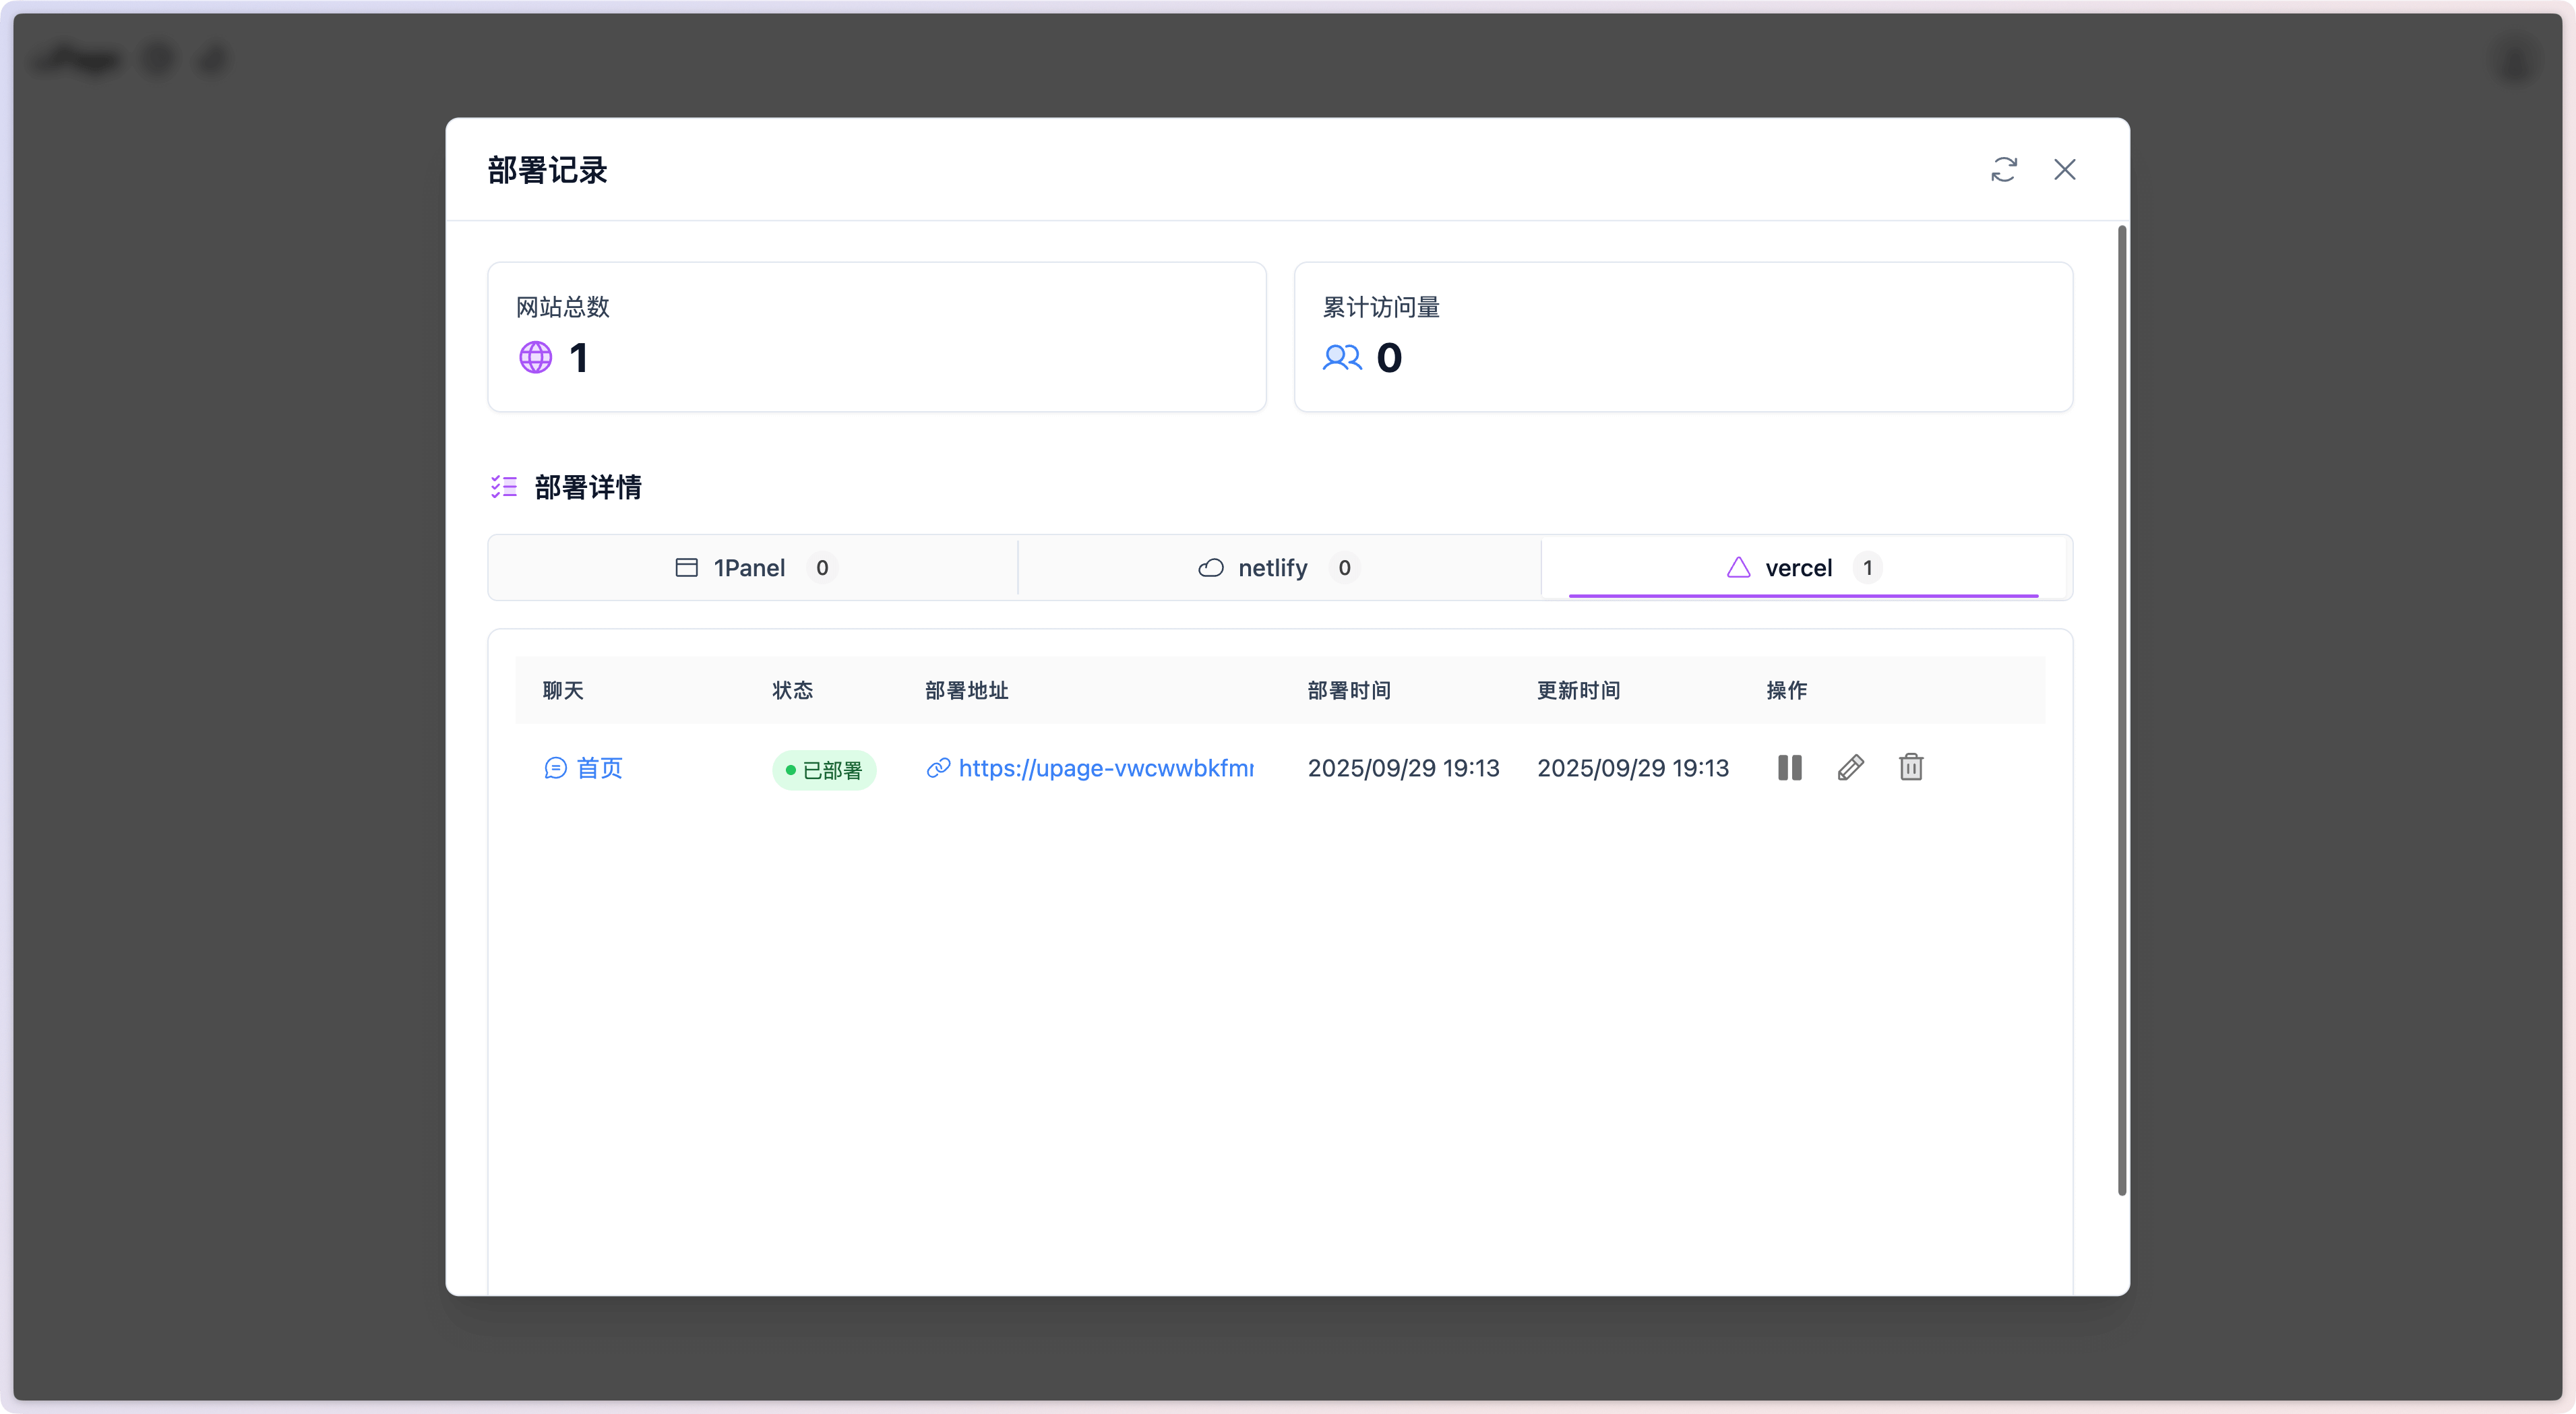 部署记录
网站总数
1
累计访问量
0
部署详情
1Panel 0
netlify 0
vercel 1
聊天 状态 部署地址 部署时间 更新时间 操作
首页 已部署 https://upage-vwcwwbkfmr 2025/09/29 19:13 2025/09/29 19:13